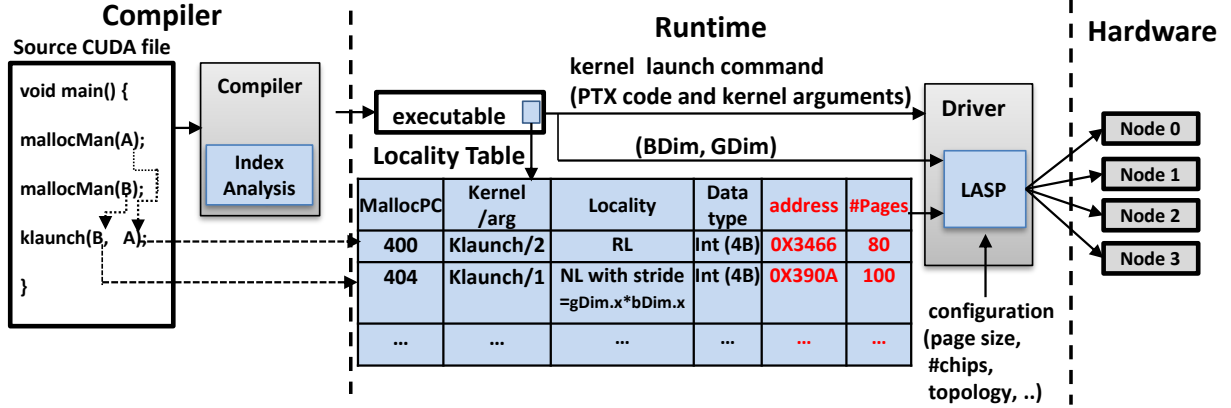 Compiler
Source CUDA file
void main() {
mallocMan(A);
mallocMan(B);
klaunch(B, A);
}
Compiler
Index
Analysis
Runtime
executable
kernel launch command
(PTX code and kernel arguments)
(BDim, GDim)
Locality Table
MallocPC Kernel /arg Locality Data type address #Pages
400 Klaunch/2 RL Int (4B) 0X3466 80
404 Klaunch/1 NL with stride Int (4B) 0X390A 100
=gDim.x*bDim.x
... ... ... ... ... ...
Driver
LASP
configuration
(page size,
#chips,
topology, ..)
Hardware
Node 0
Node 1
Node 2
Node 3